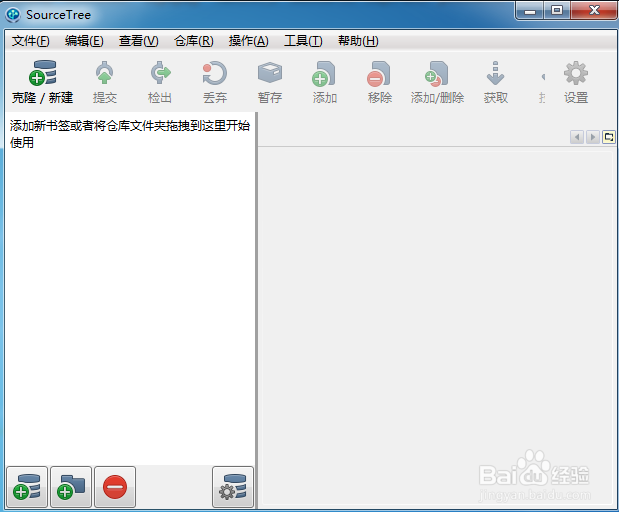 SourceTree
文件(F) 编辑(E) 查看(V) 仓库(R) 操作(A) 工具(T) 帮助(H)
克隆 / 新建 提交 检出 丢弃 暂存 添加 移除 添加/删除 获取 设置
添加新书签或者将仓库文件夹拖拽到这里开始
使用
Baidu经验
jingyan.baidu.com